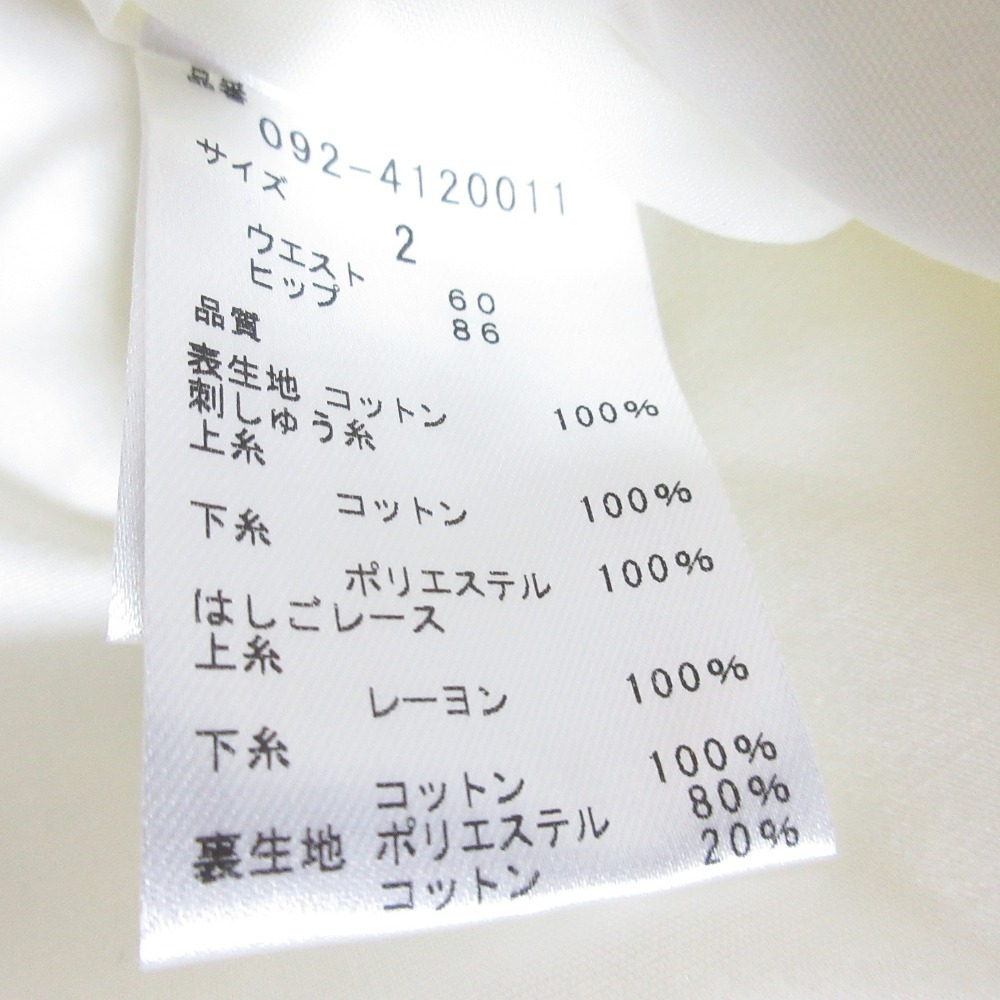 品番
092-4120011
サイズ
2
ウエスト 60
ヒップ 86
品質
表生地 コットン 100%
刺しゅう糸
上糸
コットン 100%
下糸
ポリエステル 100%
はしごレース
上糸
レーヨン 100%
下糸
コットン 100%
裏生地 ポリエステル 80%
コットン 20%